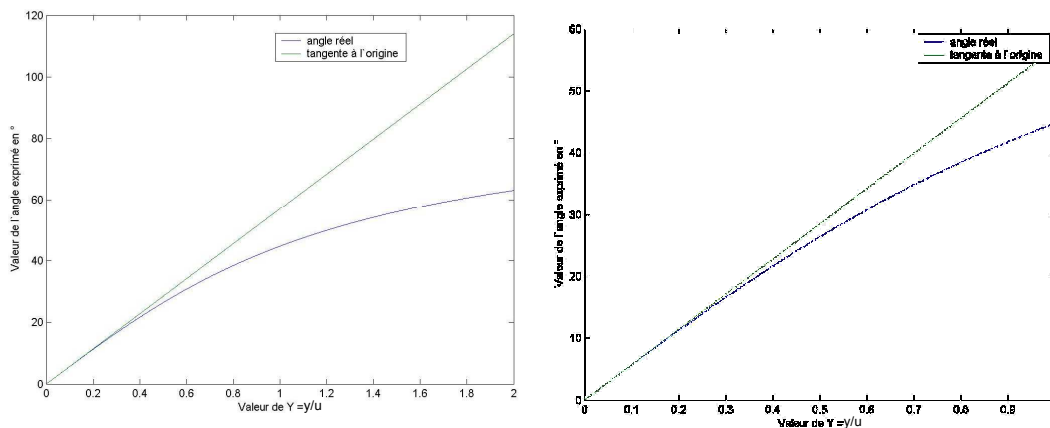 120
100
80
60
40
20
0
Valeur de l'angle exprimé en °
angle réel
tangente à l'origine
0 0.2 0.4 0.6 0.8 1 1.2 1.4 1.6 1.8 2
Valeur de Y =y/u
60
50
40
30
20
10
0
Valeur de l'angle exprimé en °
angle réel
tangente à l'origine
0 0.1 0.2 0.3 0.4 0.5 0.6 0.7 0.8 0.9
Valeur de Y =y/u